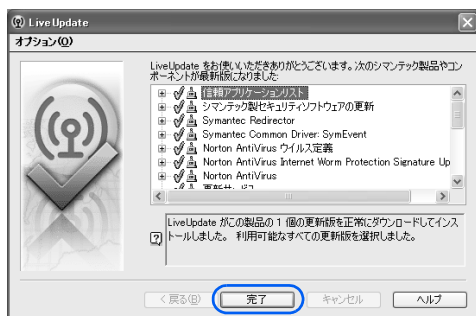 LiveUpdate
オプション(O)
LiveUpdate をお使いいただきありがとうございます。次のシマンテック製品やコン
ポーネントが最新版になりました:
信頼アプリケーションリスト
シマンテック製セキュリティソフトウェアの更新
Symantec Redirector
Symantec Common Driver: SymEvent
Norton AntiVirus ウイルス定義
Norton AntiVirus Internet Worm Protection Signature Up
Norton AntiVirus
LiveUpdate がこの製品の 1 個の更新版を正常にダウンロードしてインス
トールしました。 利用可能なすべての更新版を選択しました。
< 戻る(B)
完了
キャンセル
ヘルプ